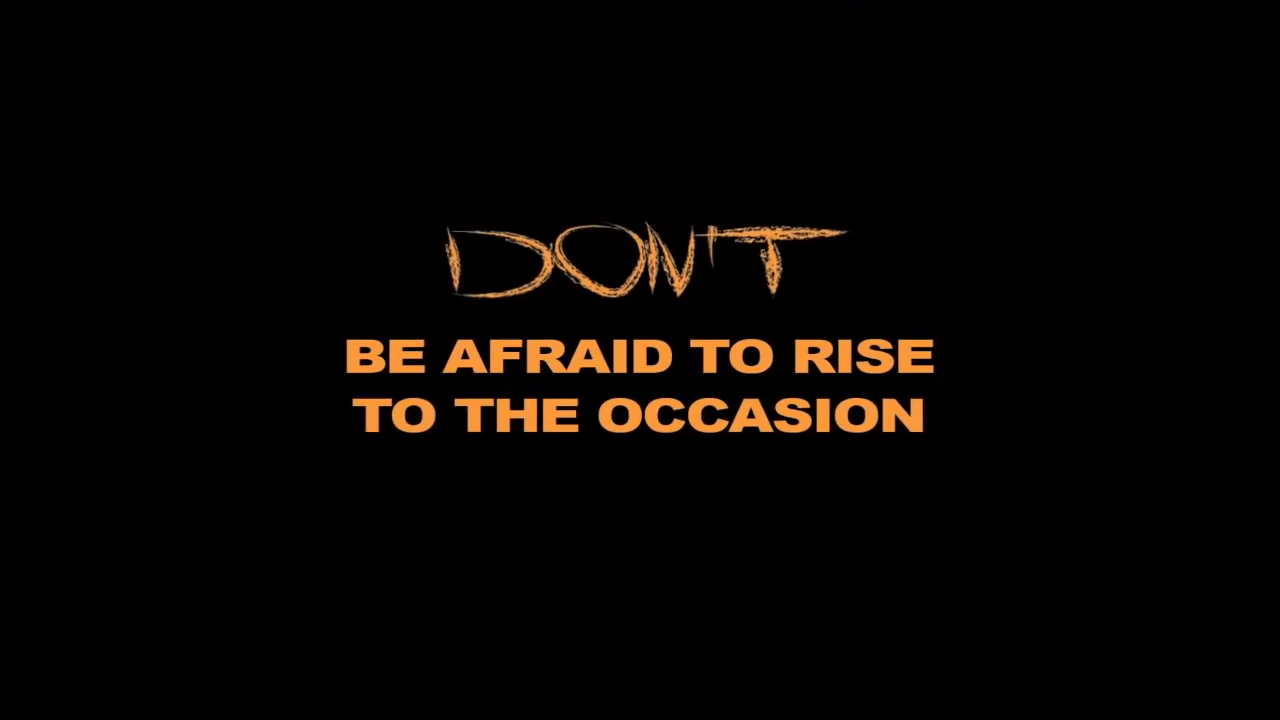 DON'T
BE AFRAID TO RISE
TO THE OCCASION